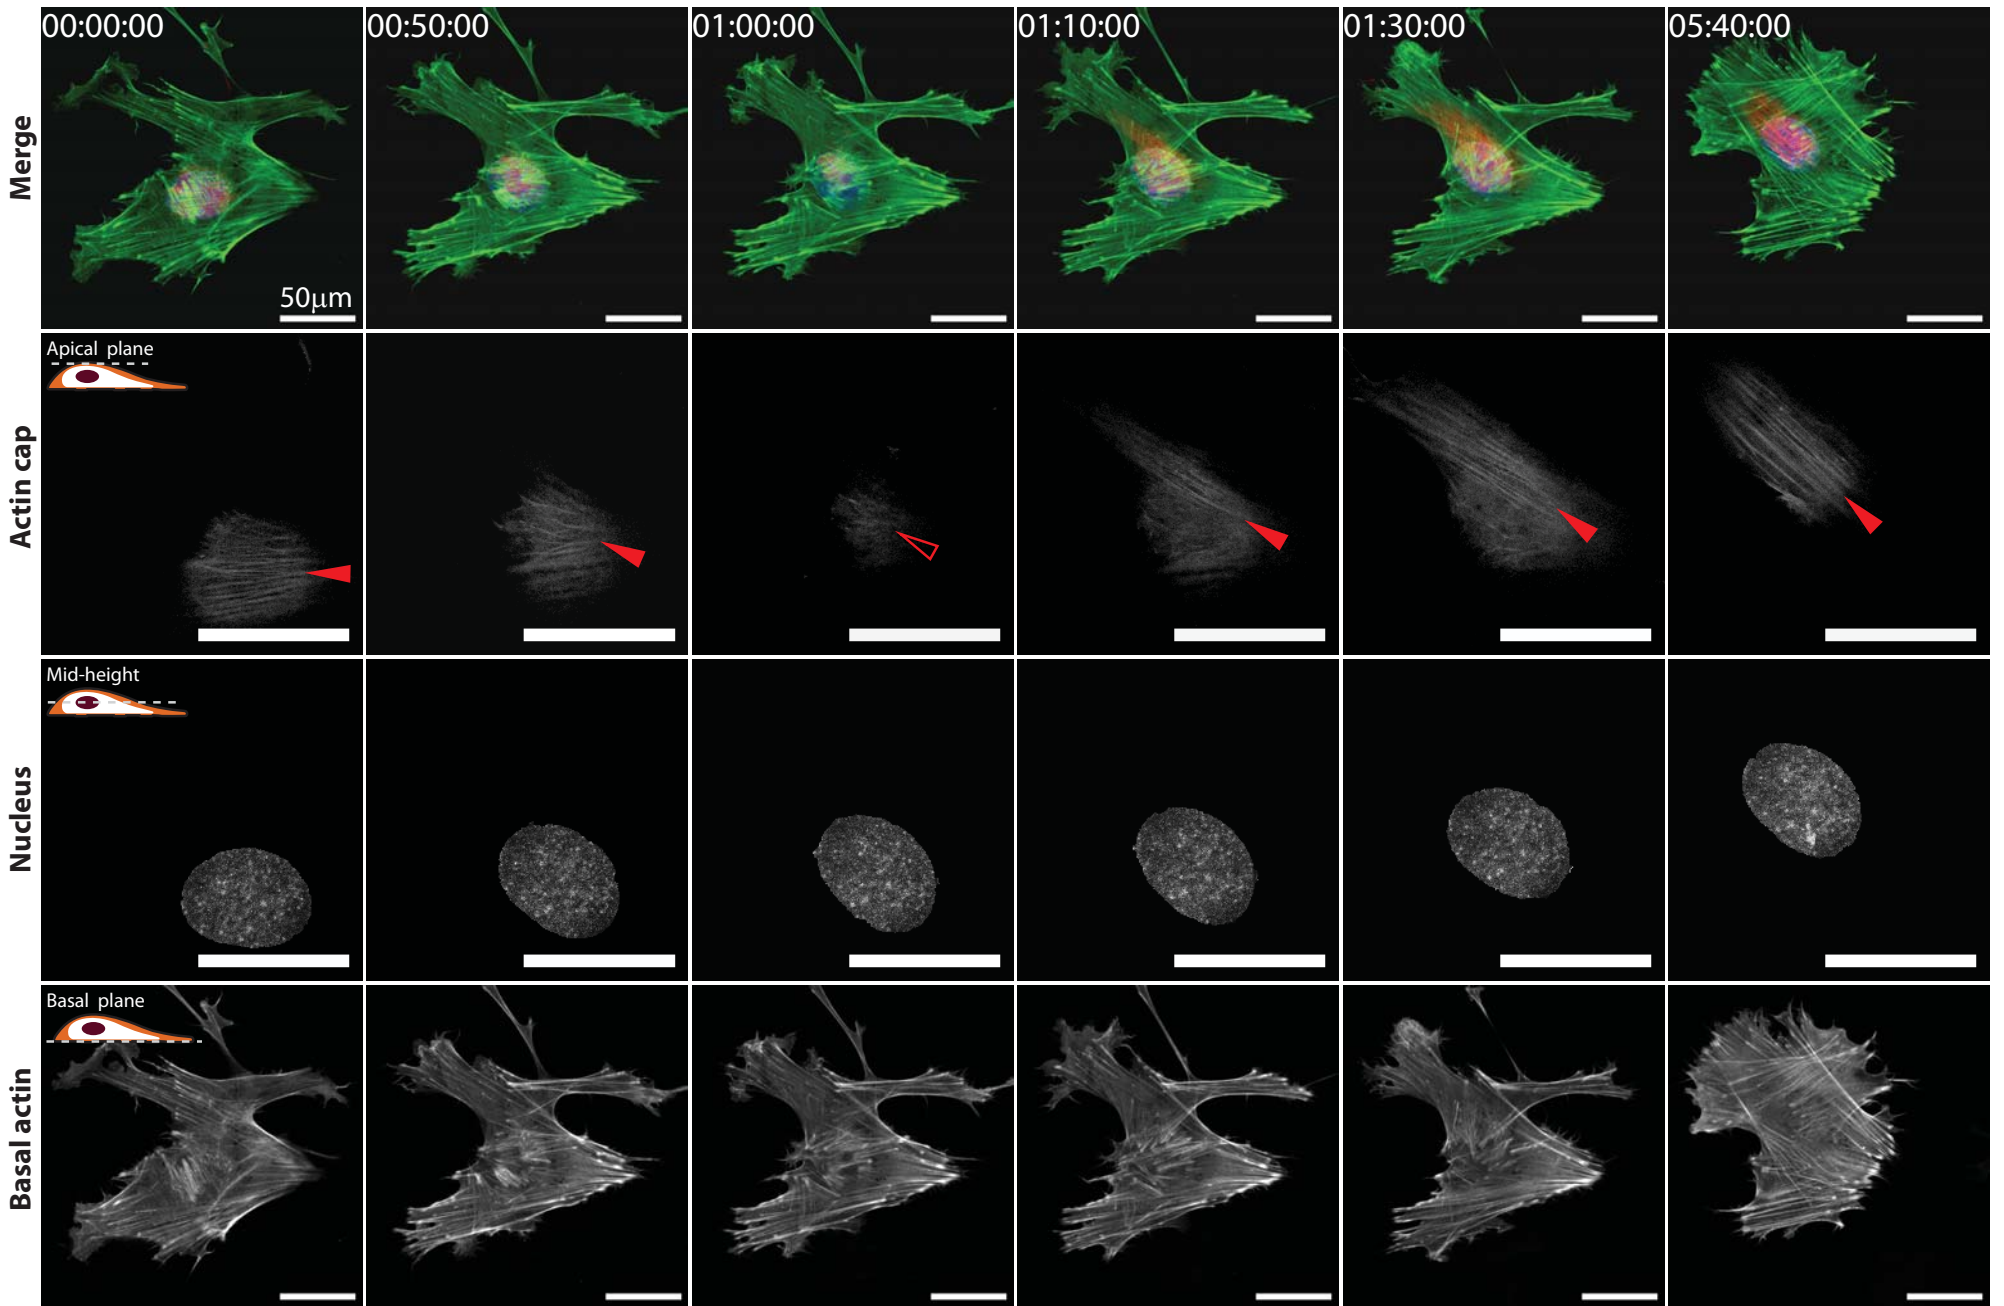 00:00:00
00:50:00
01:00:00
01:10:00
01:30:00
05:40:00
Merge
50μm
Apical plane
Actin cap
Mid-height
Nucleus
Basal plane
Basal actin